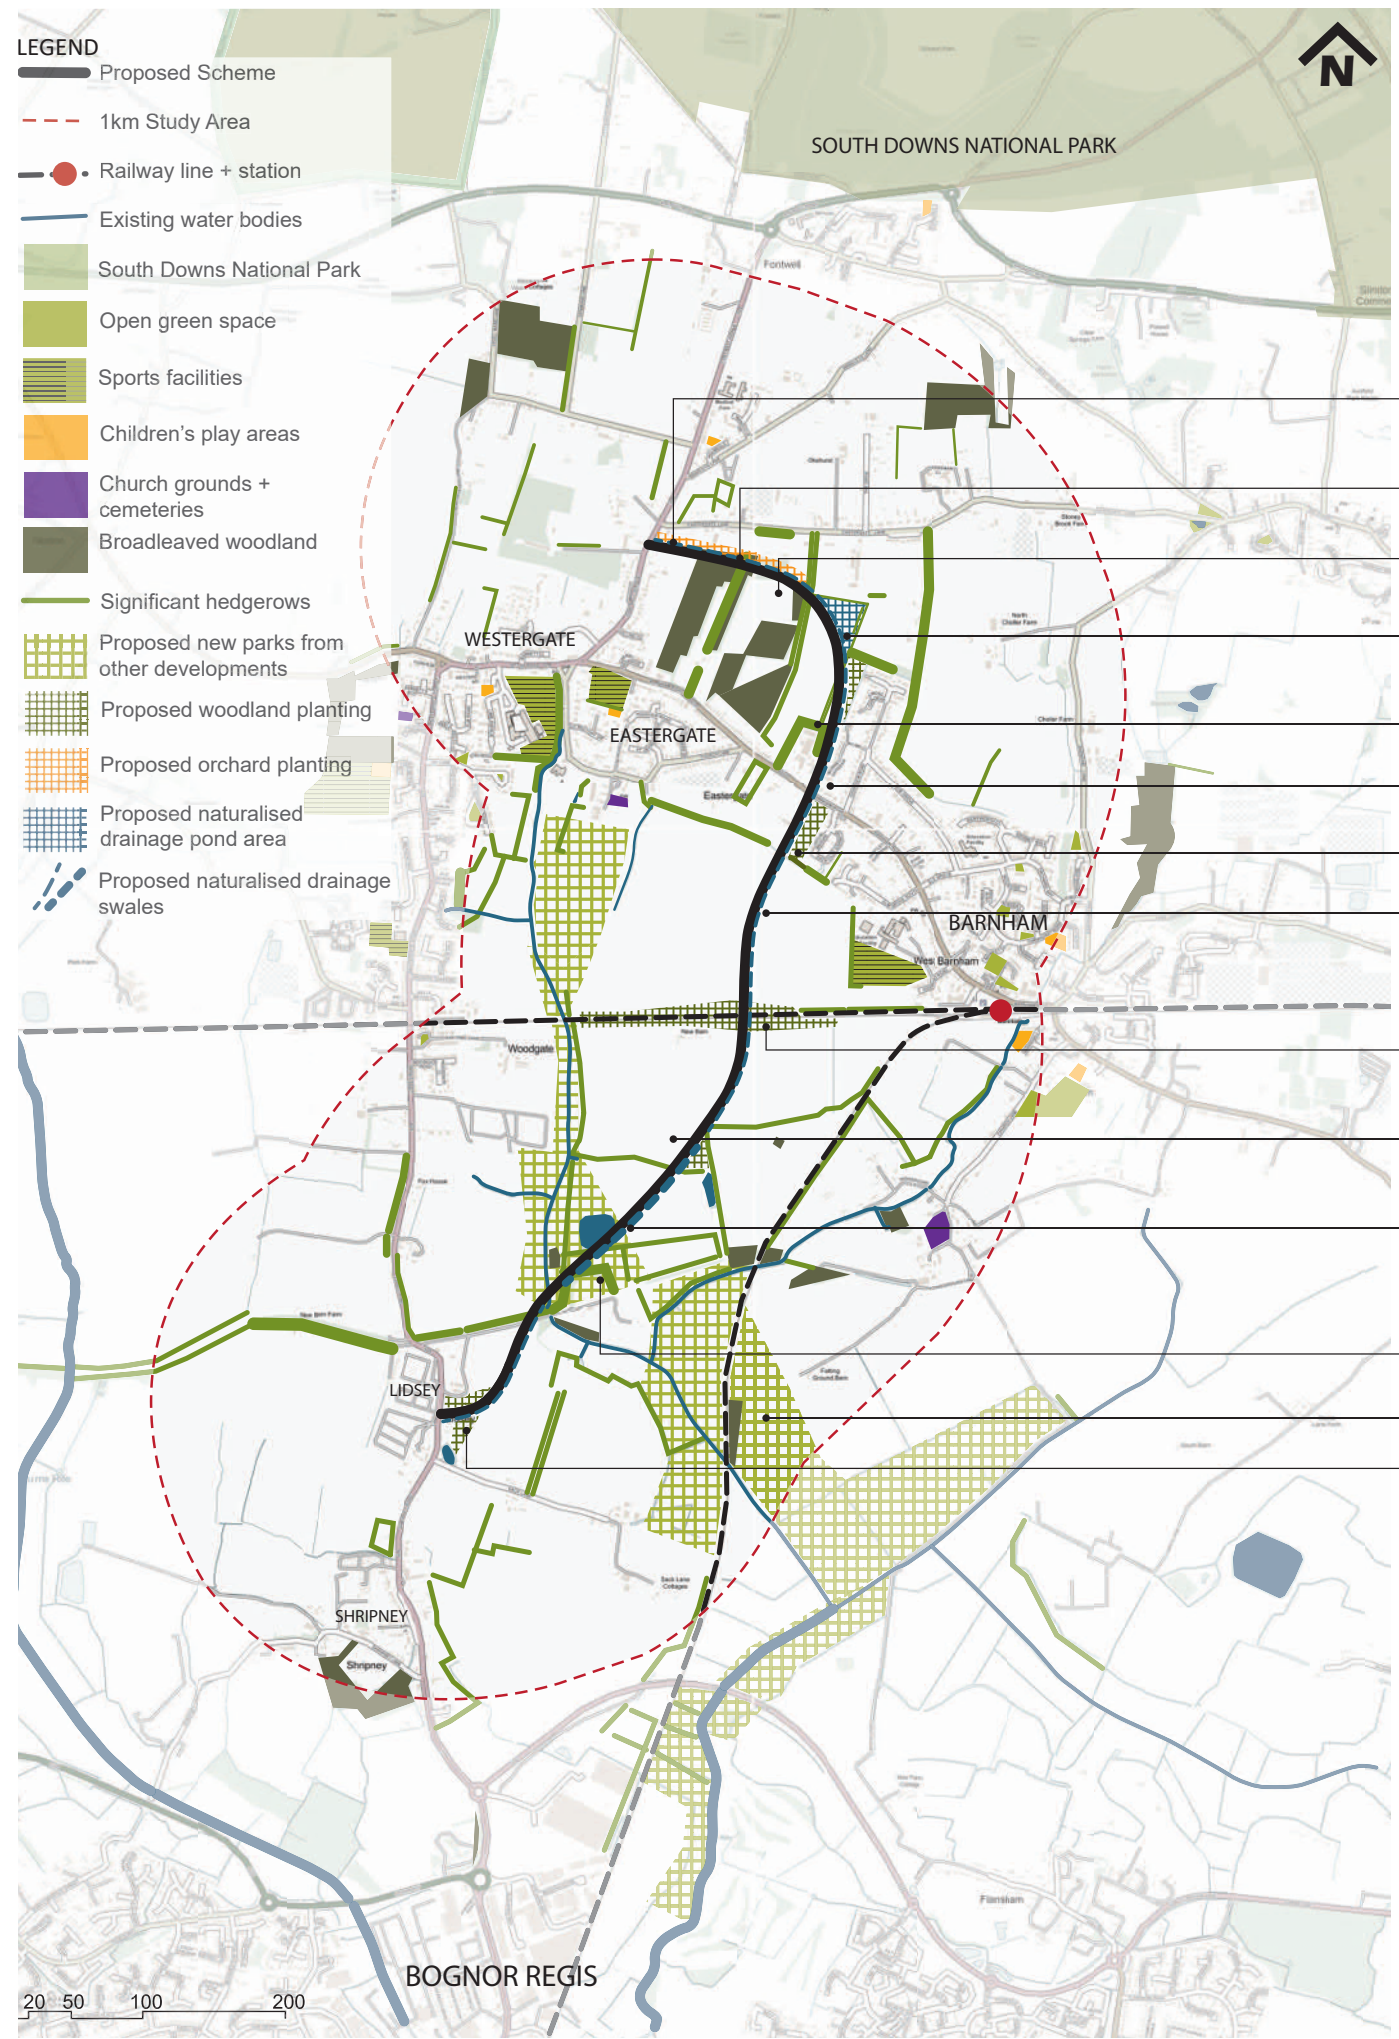 LEGEND
Proposed Scheme
1km Study Area
Railway line + station
Existing water bodies
South Downs National Park
Open green space
Sports facilities
Children's play areas
Church grounds +
cemeteries
Broadleaved woodland
Significant hedgerows
Proposed new parks from
other developments
Proposed woodland planting
Proposed orchard planting
Proposed naturalised
drainage pond area
Proposed naturalised drainage
swales
N
SOUTH DOWNS NATIONAL PARK
Fontwell
WESTERGATE
EASTERGATE
Eastergate
BARNHAM
West Barnham
Woodgate
LIDSEY
SHRIPNEY
Shripney
Flansham
BOGNOR REGIS
20 50 100 200